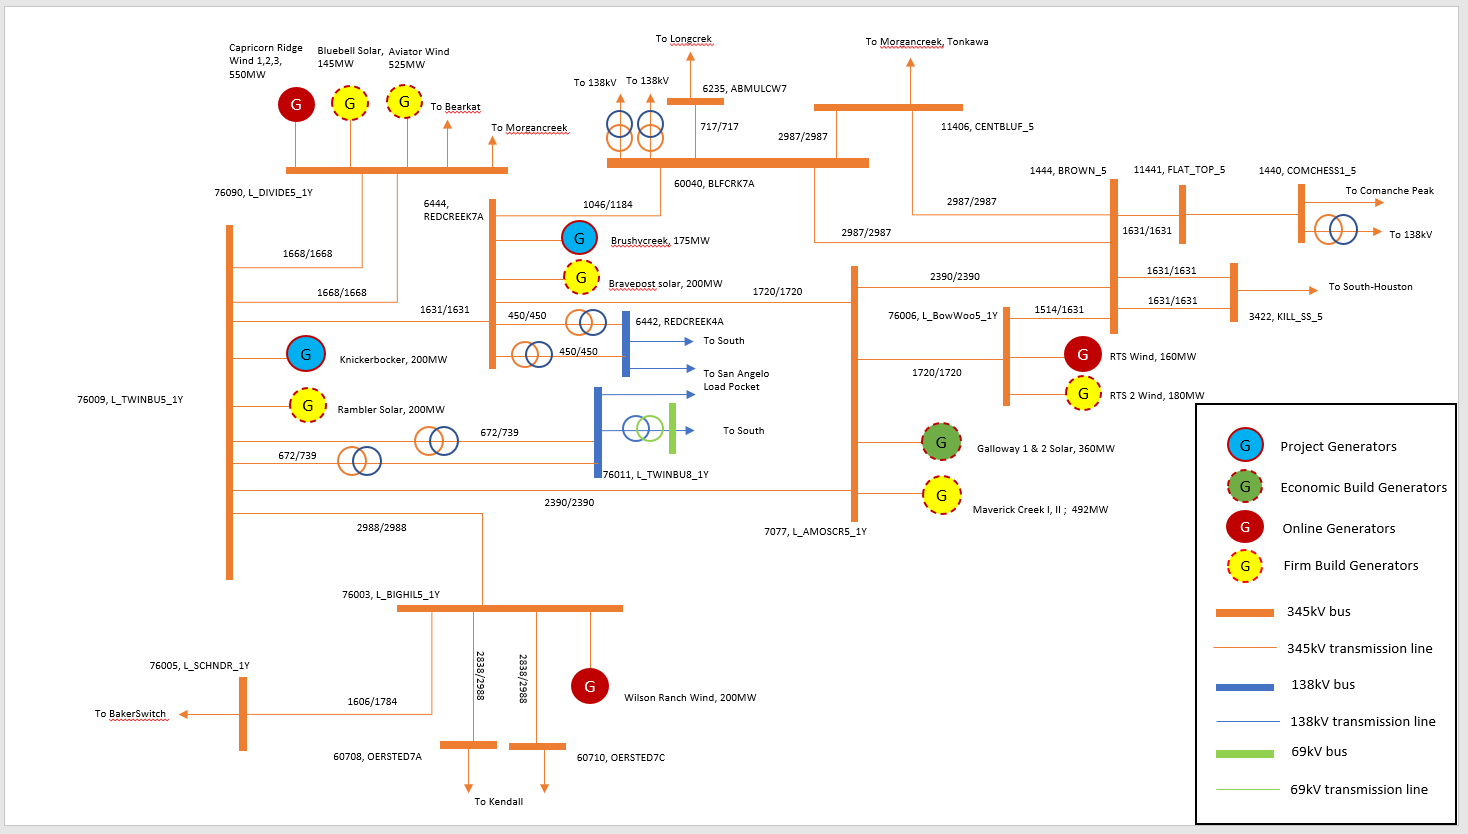 Capricorn Ridge
Wind 1,2,3,
550MW
Bluebell Solar,
145MW
Aviator Wind
525MW
G
G
G
To Bearkat
To Morgancreek
76090, L_DIVIDE5_1Y
To Longcrek
To 138kV
To 138kV
6235, ABMULCW7
717/717
To Morgancreek, Tonkawa
2987/2987
11406, CENTBLUF_5
60040, BLFCRK7A
6444,
REDCREEK7A
1046/1184
G
Brushycreek, 175MW
G
Bravepost solar, 200MW
2987/2987
2987/2987
1444, BROWN_5
11441, FLAT_TOP_5
1440, COMCHESS1_5
To Comanche Peak
To 138kV
1631/1631
1668/1668
1668/1668
1631/1631
1720/1720
2390/2390
1631/1631
1631/1631
To South-Houston
3422, KILL_SS_5
450/450
450/450
6442, REDCREEK4A
To South
To San Angelo
Load Pocket
To South
76006, L_BowWoo5_1Y
1514/1631
G
RTS Wind, 160MW
G
RTS 2 Wind, 180MW
1720/1720
G
Knickerbocker, 200MW
G
Rambler Solar, 200MW
76009, L_TWINBU5_1Y
672/739
672/739
76011, L_TWINBU8_1Y
G
Galloway 1 & 2 Solar, 360MW
G
Maverick Creek I, II ; 492MW
2390/2390
7077, L_AMOSCR5_1Y
2988/2988
76003, L_BIGHIL5_1Y
76005, L_SCHNDR_1Y
To BakerSwitch
1606/1784
2838/2988
2838/2988
G
Wilson Ranch Wind, 200MW
60708, OERSTED7A
60710, OERSTED7C
To Kendall
G
Project Generators
G
Economic Build Generators
G
Online Generators
G
Firm Build Generators
345kV bus
345kV transmission line
138kV bus
138kV transmission line
69kV bus
69kV transmission line